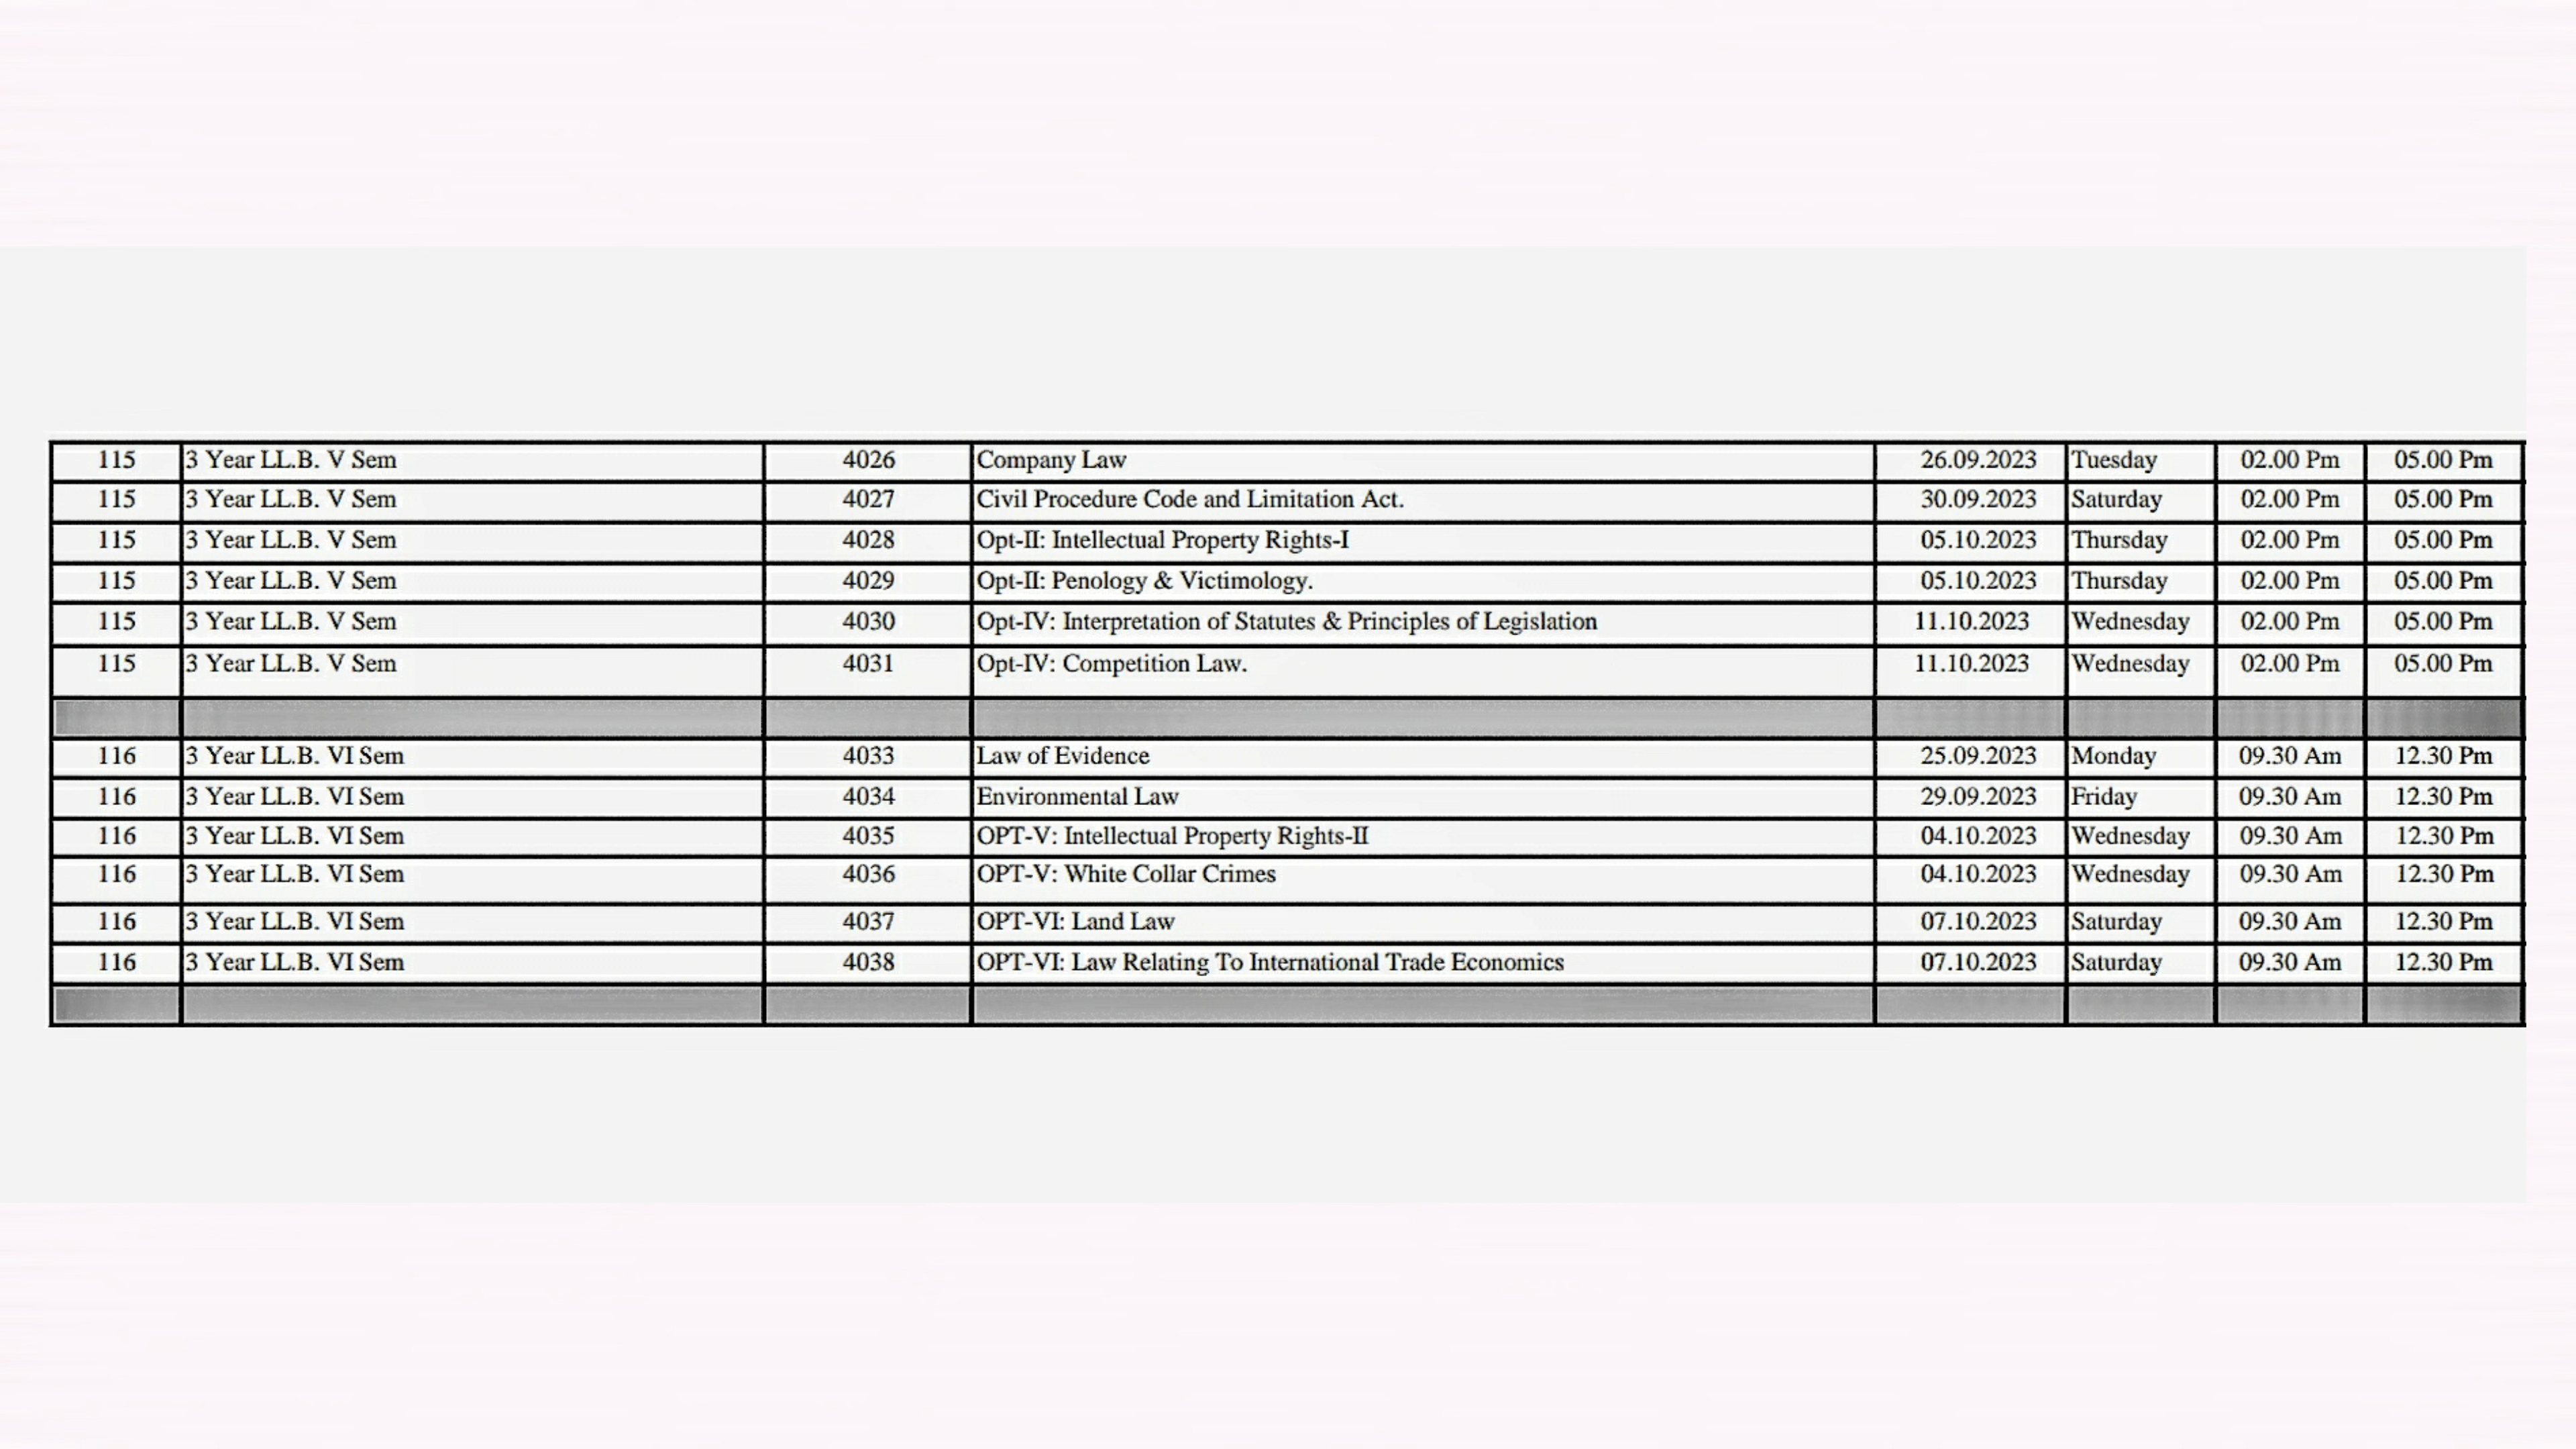 115 3 Year LL.B. V Sem 4026 Company Law 26.09.2023 Tuesday 02.00 Pm 05.00 Pm
115 3 Year LL.B. V Sem 4027 Civil Procedure Code and Limitation Act. 30.09.2023 Saturday 02.00 Pm 05.00 Pm
115 3 Year LL.B. V Sem 4028 Opt-II: Intellectual Property Rights-I 05.10.2023 Thursday 02.00 Pm 05.00 Pm
115 3 Year LL.B. V Sem 4029 Opt-II: Penology & Victimology. 05.10.2023 Thursday 02.00 Pm 05.00 Pm
115 3 Year LL.B. V Sem 4030 Opt-IV: Interpretation of Statutes & Principles of Legislation 11.10.2023 Wednesday 02.00 Pm 05.00 Pm
115 3 Year LL.B. V Sem 4031 Opt-IV: Competition Law. 11.10.2023 Wednesday 02.00 Pm 05.00 Pm
116 3 Year LL.B. VI Sem 4033 Law of Evidence 25.09.2023 Monday 09.30 Am 12.30 Pm
116 3 Year LL.B. VI Sem 4034 Environmental Law 29.09.2023 Friday 09.30 Am 12.30 Pm
116 3 Year LL.B. VI Sem 4035 OPT-V: Intellectual Property Rights-II 04.10.2023 Wednesday 09.30 Am 12.30 Pm
116 3 Year LL.B. VI Sem 4036 OPT-V: White Collar Crimes 04.10.2023 Wednesday 09.30 Am 12.30 Pm
116 3 Year LL.B. VI Sem 4037 OPT-VI: Land Law 07.10.2023 Saturday 09.30 Am 12.30 Pm
116 3 Year LL.B. VI Sem 4038 OPT-VI: Law Relating To International Trade Economics 07.10.2023 Saturday 09.30 Am 12.30 Pm